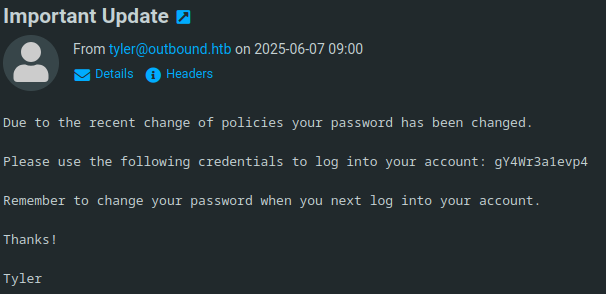 Important Update
From tyler@outbound.htb on 2025-06-07 09:00
Details Headers
Due to the recent change of policies your password has been changed.
Please use the following credentials to log into your account: gY4Wr3a1evp4
Remember to change your password when you next log into your account.
Thanks!
Tyler